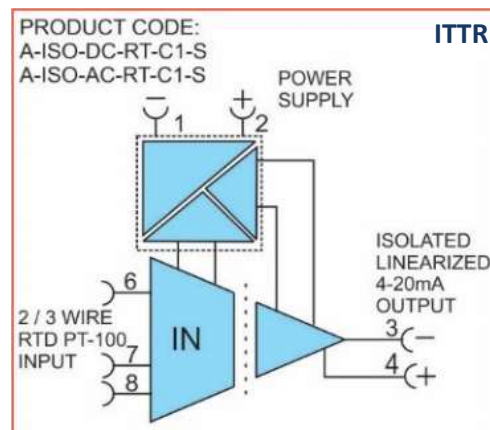 PRODUCT CODE:
A-ISO-DC-RT-C1-S
A-ISO-AC-RT-C1-S
ITTR
POWER
SUPPLY
− +
1 2
ISOLATED
LINEARIZED
4-20mA
OUTPUT
6
2 / 3 WIRE
RTD PT-100
INPUT
7
8
IN
3 −
4 +